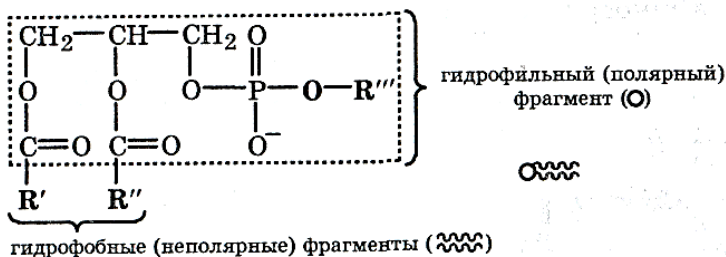 CH₂—CH—CH₂ O
O O O—P—O—R‴
C=O C=O O⁻
R′ R″
гидрофильный (полярный)
фрагмент (O)
гидрофобные (неполярные) фрагменты ( )